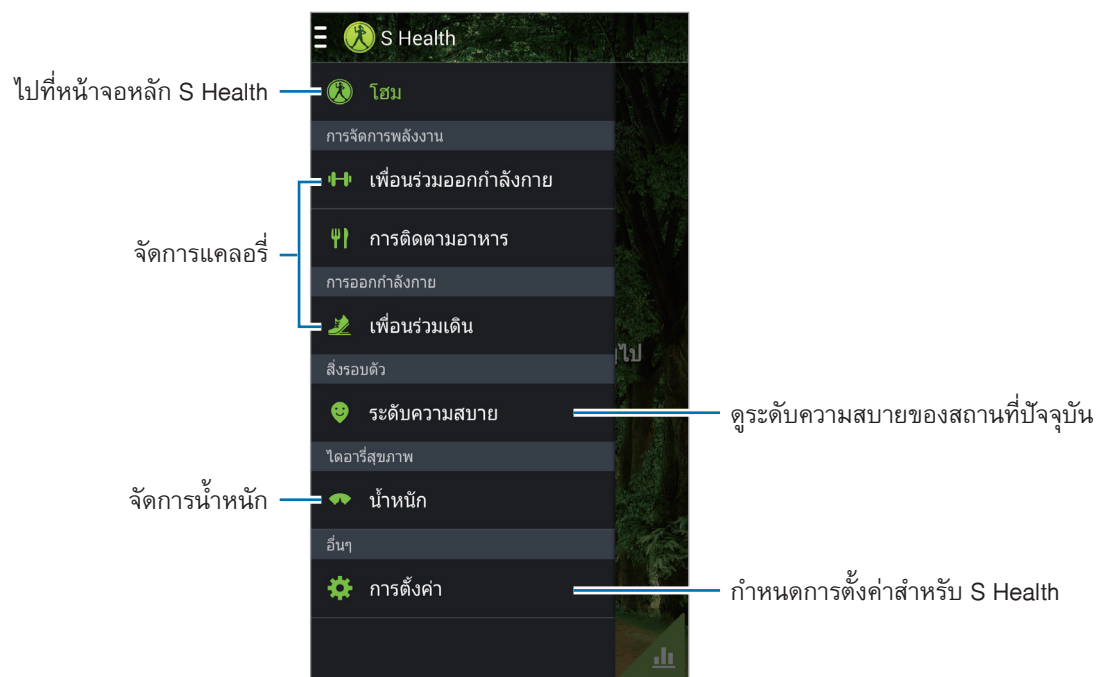 S Health
ไปที่หน้าจอหลัก S Health
โฮม
การจัดการพลังงาน
เพื่อนร่วมออกกำลังกาย
จัดการแคลอรี่
การติดตามอาหาร
การออกกำลังกาย
เพื่อนร่วมเดิน
สิ่งรอบตัว
ระดับความสบาย
ดูระดับความสบายของสถานที่ปัจจุบัน
ไดอารี่สุขภาพ
จัดการน้ำหนัก
น้ำหนัก
อื่นๆ
การตั้งค่า
กำหนดการตั้งค่าสำหรับ S Health